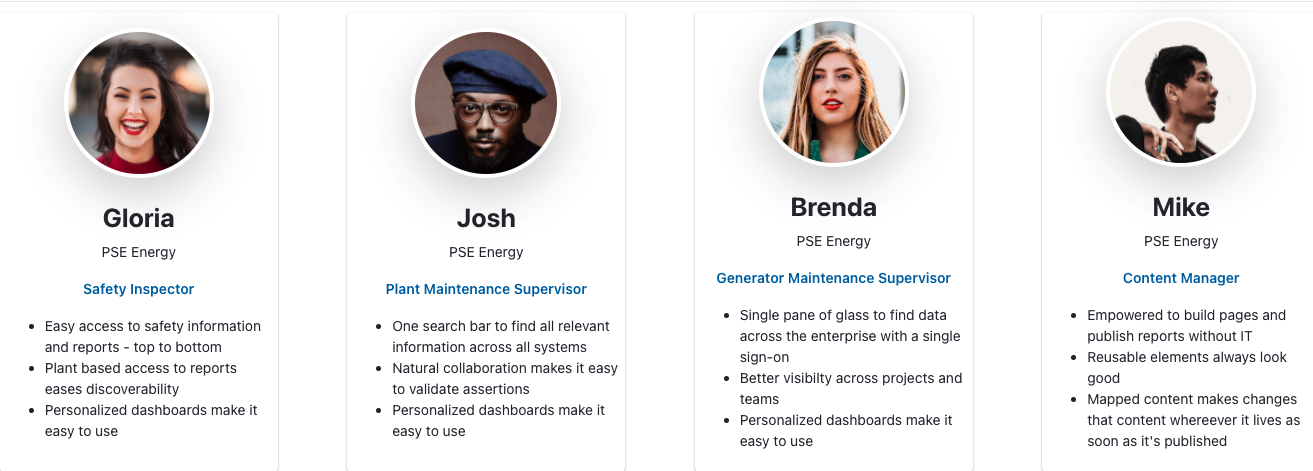 Gloria
PSE Energy
Safety Inspector
Easy access to safety information
and reports - top to bottom
Plant based access to reports
eases discoverability
Personalized dashboards make it
easy to use
Josh
PSE Energy
Plant Maintenance Supervisor
One search bar to find all relevant
information across all systems
Natural collaboration makes it easy
to validate assertions
Personalized dashboards make it
easy to use
Brenda
PSE Energy
Generator Maintenance Supervisor
Single pane of glass to find data
across the enterprise with a single
sign-on
Better visibilty across projects and
teams
Personalized dashboards make it
easy to use
Mike
PSE Energy
Content Manager
Empowered to build pages and
publish reports without IT
Reusable elements always look
good
Mapped content makes changes
that content whereever it lives as
soon as it's published